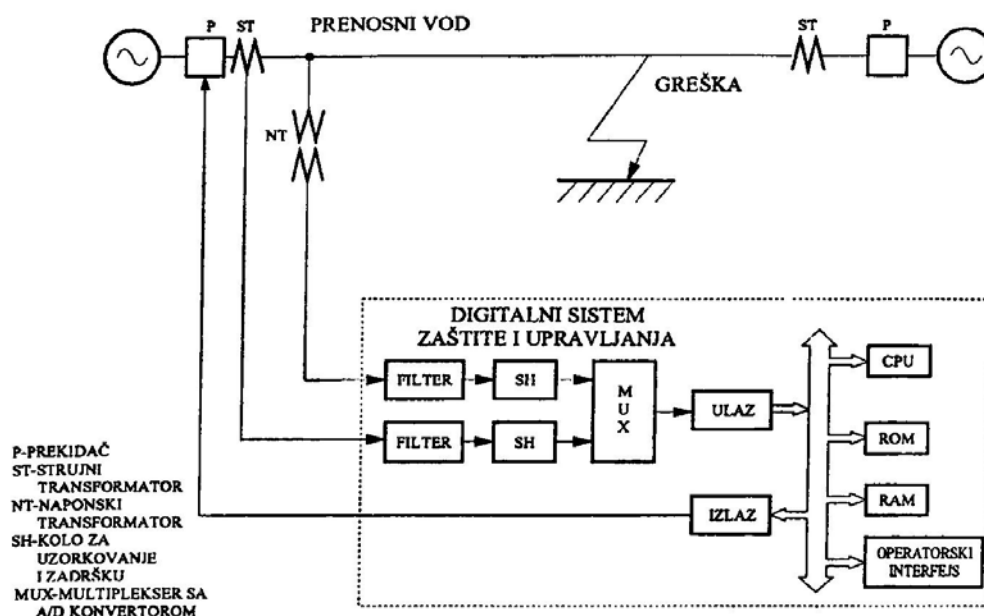 P ST
PRENOSNI VOD
ST P
GREŠKA
NT
DIGITALNI SISTEM
ZAŠTITE I UPRAVLJANJA
FILTER SH
MUX
ULAZ
CPU
FILTER SH
ROM
IZLAZ
RAM
OPERATORSKI
INTERFEJS
P-PREKIDAČ
ST-STRUJNI
TRANSFORMATOR
NT-NAPONSKI
TRANSFORMATOR
SH-KOLO ZA
UZORKOVANJE
I ZADRŠKU
MUX-MULTIPLEKSER SA
A/D KONVERTOROM